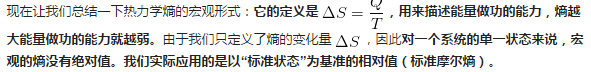 现在让我们总结一下热力学熵的宏观形式：它的定义是 ΔS = Q/T，用来描述能量做功的能力，熵越
大能量做功的能力就越弱。由于我们只定义了熵的变化量 ΔS，因此对一个系统的单一状态来说，宏
观的熵没有绝对值。我们实际应用的是以“标准状态”为基准的相对值（标准摩尔熵）。